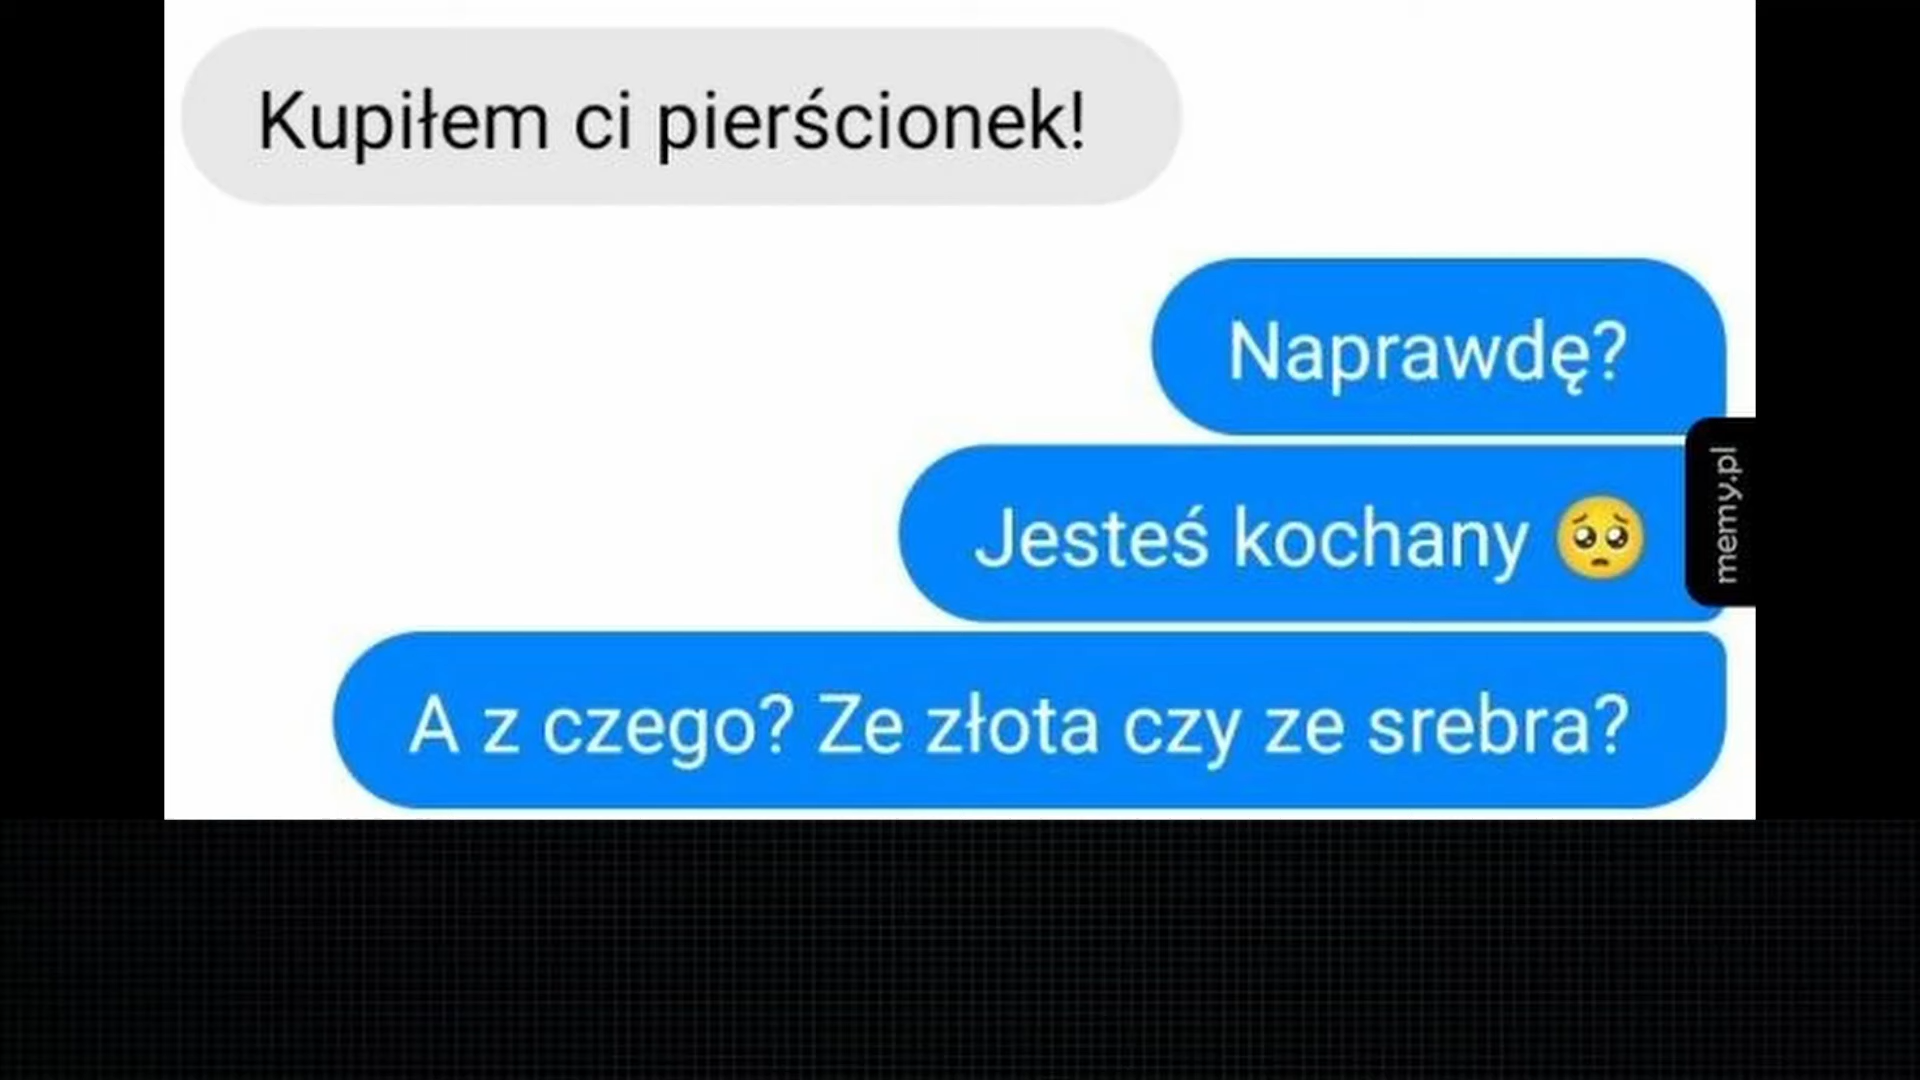 Kupiłem ci pierścionek!
Naprawdę?
Jesteś kochany 🥺
memy.pl
A z czego? Ze złota czy ze srebra?